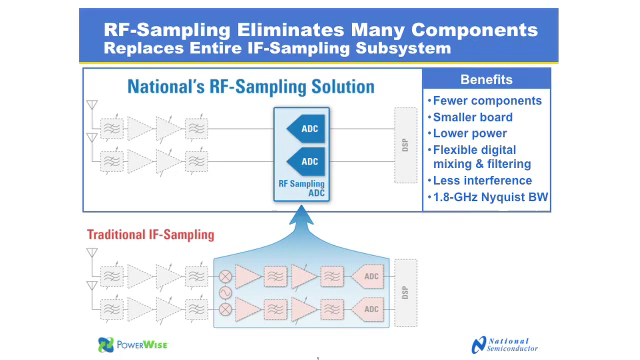 RF-Sampling Eliminates Many Components
Replaces Entire IF-Sampling Subsystem
National's RF-Sampling Solution
ADC
ADC
RF Sampling
ADC
DSP
Benefits
•Fewer components
•Smaller board
•Lower power
•Flexible digital
mixing & filtering
•Less interference
•1.8-GHz Nyquist BW
Traditional IF-Sampling
ADC
ADC
DSP
PowerWise
National
Semiconductor